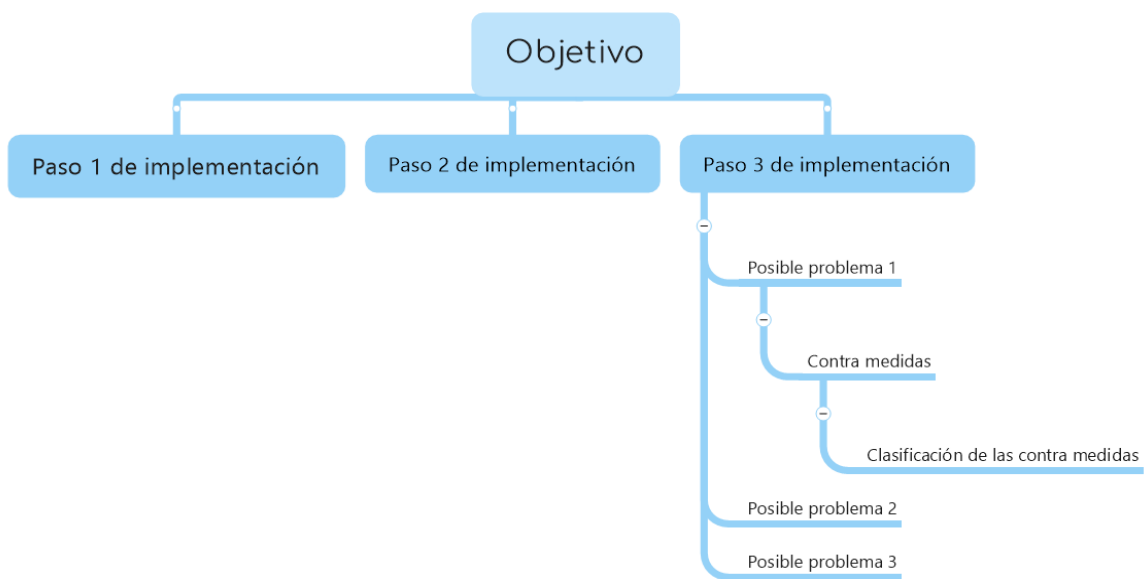 Objetivo
Paso 1 de implementación
Paso 2 de implementación
Paso 3 de implementación
Posible problema 1
Contra medidas
Clasificación de las contra medidas
Posible problema 2
Posible problema 3